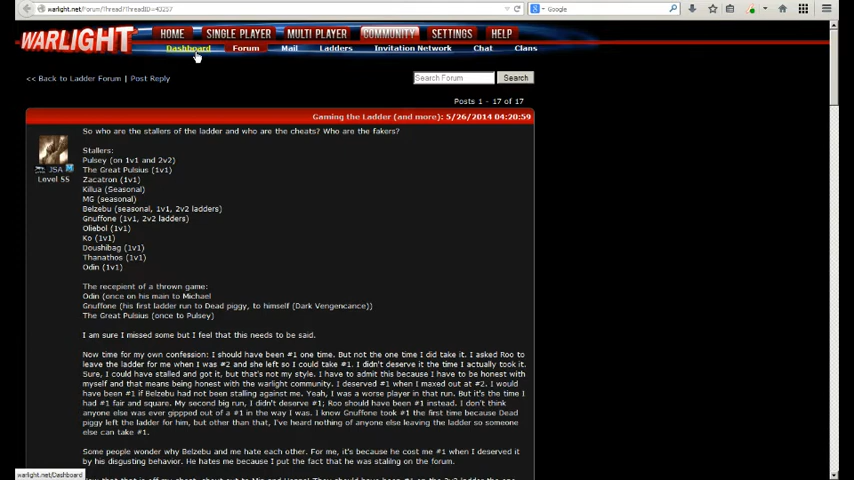 warlight.net/Forum/Thread?ThreadID=43257
Google
WARLIGHT
HOME SINGLE PLAYER MULTI PLAYER COMMUNITY SETTINGS HELP
Dashboard Forum Mail Ladders Invitation Network Chat Clans
<< Back to Ladder Forum | Post Reply
Search Forum Search
Posts 1 - 17 of 17
Gaming the Ladder (and more): 5/26/2014 04:20:59
So who are the stallers of the ladder and who are the cheats? Who are the fakers?
JSA
Level 55
Stallers:
Pulsey (on 1v1 and 2v2)
The Great Pulsius (1v1)
Zacatron (1v1)
Killua (Seasonal)
MG (seasonal)
Belzebu (seasonal, 1v1, 2v2 ladders)
Gnuffone (1v1, 2v2 ladders)
Oliebol (1v1)
Ko (1v1)
Doushibag (1v1)
Thanathos (1v1)
Odin (1v1)
The recepient of a thrown game:
Odin (once on his main to Michael
Gnuffone (his first ladder run to Dead piggy, to himself (Dark Vengencance))
The Great Pulsius (once to Pulsey)
I am sure I missed some but I feel that this needs to be said.
Now time for my own confession: I should have been #1 one time. But not the one time I did take it. I asked Roo to
leave the ladder for me when I was #2 and she left so I could take #1. I didn't deserve it the time I actually took it.
Sure, I could have stalled and got it, but that's not my style. I have to admit this because I have to be honest with
myself and that means being honest with the warlight community. I deserved #1 when I maxed out at #2. I would
have been #1 if Belzebu had not been stalling against me. Yeah, I was a worse player in that run. But it's the time I
had #1 fair and square. My second big run, I didn't deserve #1; Roo should have been #1 instead. I don't think
anyone else was ever gippped out of a #1 in the way I was. I know Gnuffone took #1 the first time because Dead
piggy left the ladder for him, but other than that, I've heard nothing of anyone else leaving the ladder so someone
else can take #1.
Some people wonder why Belzebu and me hate each other. For me, it's because he cost me #1 when I deserved it
by his disgusting behavior. He hates me because I put the fact that he was stalling on the forum.
warlight.net/Dashboard